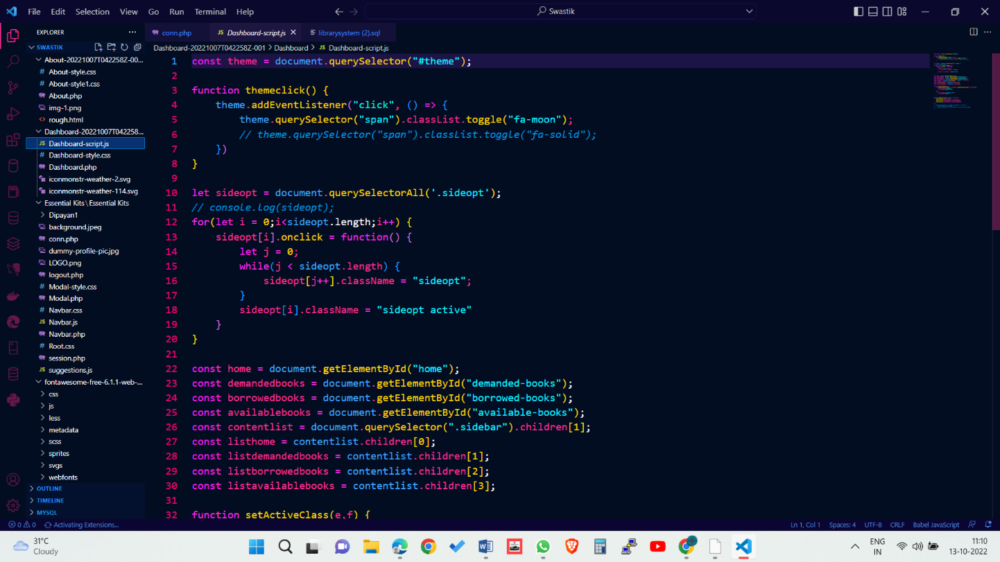 File Edit Selection View Go Run Terminal Help
Swastik
EXPLORER
SWASTIK
About-20221007T042258Z-00...
About-style.css
About-style1.css
About.php
img-1.png
rough.html
Dashboard-20221007T042258...
Dashboard-script.js
Dashboard-style.css
Dashboard.php
iconmonstr-weather-2.svg
iconmonstr-weather-114.svg
Essential Kits\Essential Kits
Dipayan1
background.jpeg
conn.php
dummy-profile-pic.jpg
LOGO.png
logout.php
Modal-style.css
Modal.php
Navbar.css
Navbar.js
Navbar.php
Root.css
session.php
suggestions.js
fontawesome-free-6.1.1-web-...
css
js
less
metadata
scss
sprites
svgs
webfonts
OUTLINE
TIMELINE
MYSQL
conn.php JS Dashboard-script.js librarysystem (2).sql
Dashboard-20221007T042258Z-001 > Dashboard > JS Dashboard-script.js
1 const theme = document.querySelector("#theme");
2
3 function themeclick() {
4 theme.addEventListener("click", () => {
5 theme.querySelector("span").classList.toggle("fa-moon");
6 // theme.querySelector("span").classList.toggle("fa-solid");
7 })
8 }
9
10 let sideopt = document.querySelectorAll('.sideopt');
11 // console.log(sideopt);
12 for(let i = 0;i<sideopt.length;i++) {
13 sideopt[i].onclick = function() {
14 let j = 0;
15 while(j < sideopt.length) {
16 sideopt[j++].className = "sideopt";
17 }
18 sideopt[i].className = "sideopt active"
19 }
20 }
21
22 const home = document.getElementById("home");
23 const demandedbooks = document.getElementById("demanded-books");
24 const borrowedbooks = document.getElementById("borrowed-books");
25 const availablebooks = document.getElementById("available-books");
26 const contentlist = document.querySelector(".sidebar").children[1];
27 const listhome = contentlist.children[0];
28 const listdemandedbooks = contentlist.children[1];
29 const listborrowedbooks = contentlist.children[2];
30 const listavailablebooks = contentlist.children[3];
31
32 function setActiveClass(e,f) {
0 0 Activating Extensions... Ln 1, Col 1 Spaces: 4 UTF-8 CRLF Babel JavaScript
31°C
Cloudy
ENG
IN
11:10
13-10-2022